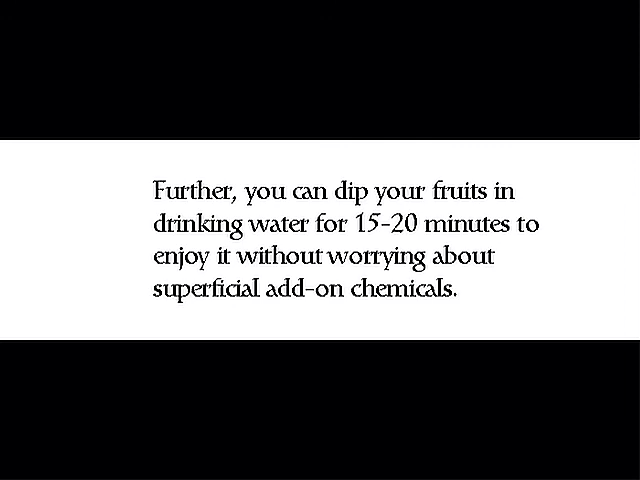 Further, you can dip your fruits in
drinking water for 15-20 minutes to
enjoy it without worrying about
superficial add-on chemicals.